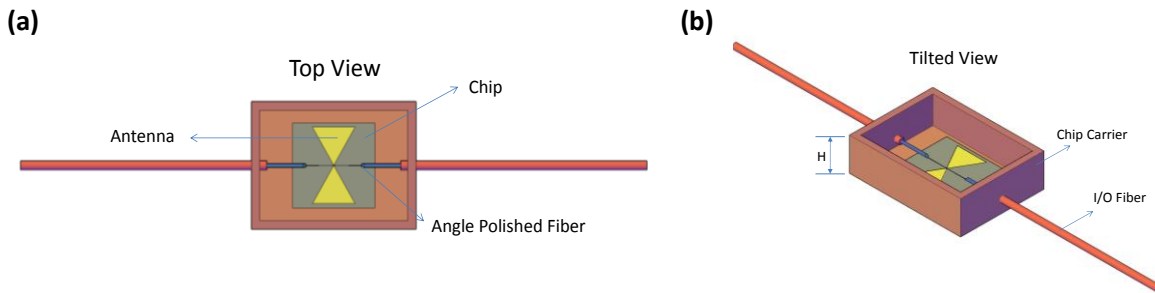 (a)
Top View
Chip
Antenna
Angle Polished Fiber
(b)
Tilted View
Chip Carrier
H
I/O Fiber